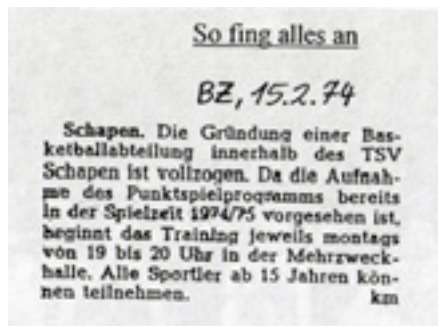 So fing alles an
BZ, 15.2.74
Schapen. Die Gründung einer Bas-
ketballabteilung innerhalb des TSV
Schapen ist vollzogen. Da die Aufnah-
me des Punktspielprogramms bereits
in der Spielzeit 1974/75 vorgesehen ist,
beginnt das Training jeweils montags
von 19 bis 20 Uhr in der Mehrzweck-
halle. Alle Sportler ab 15 Jahren kön-
nen teilnehmen. km